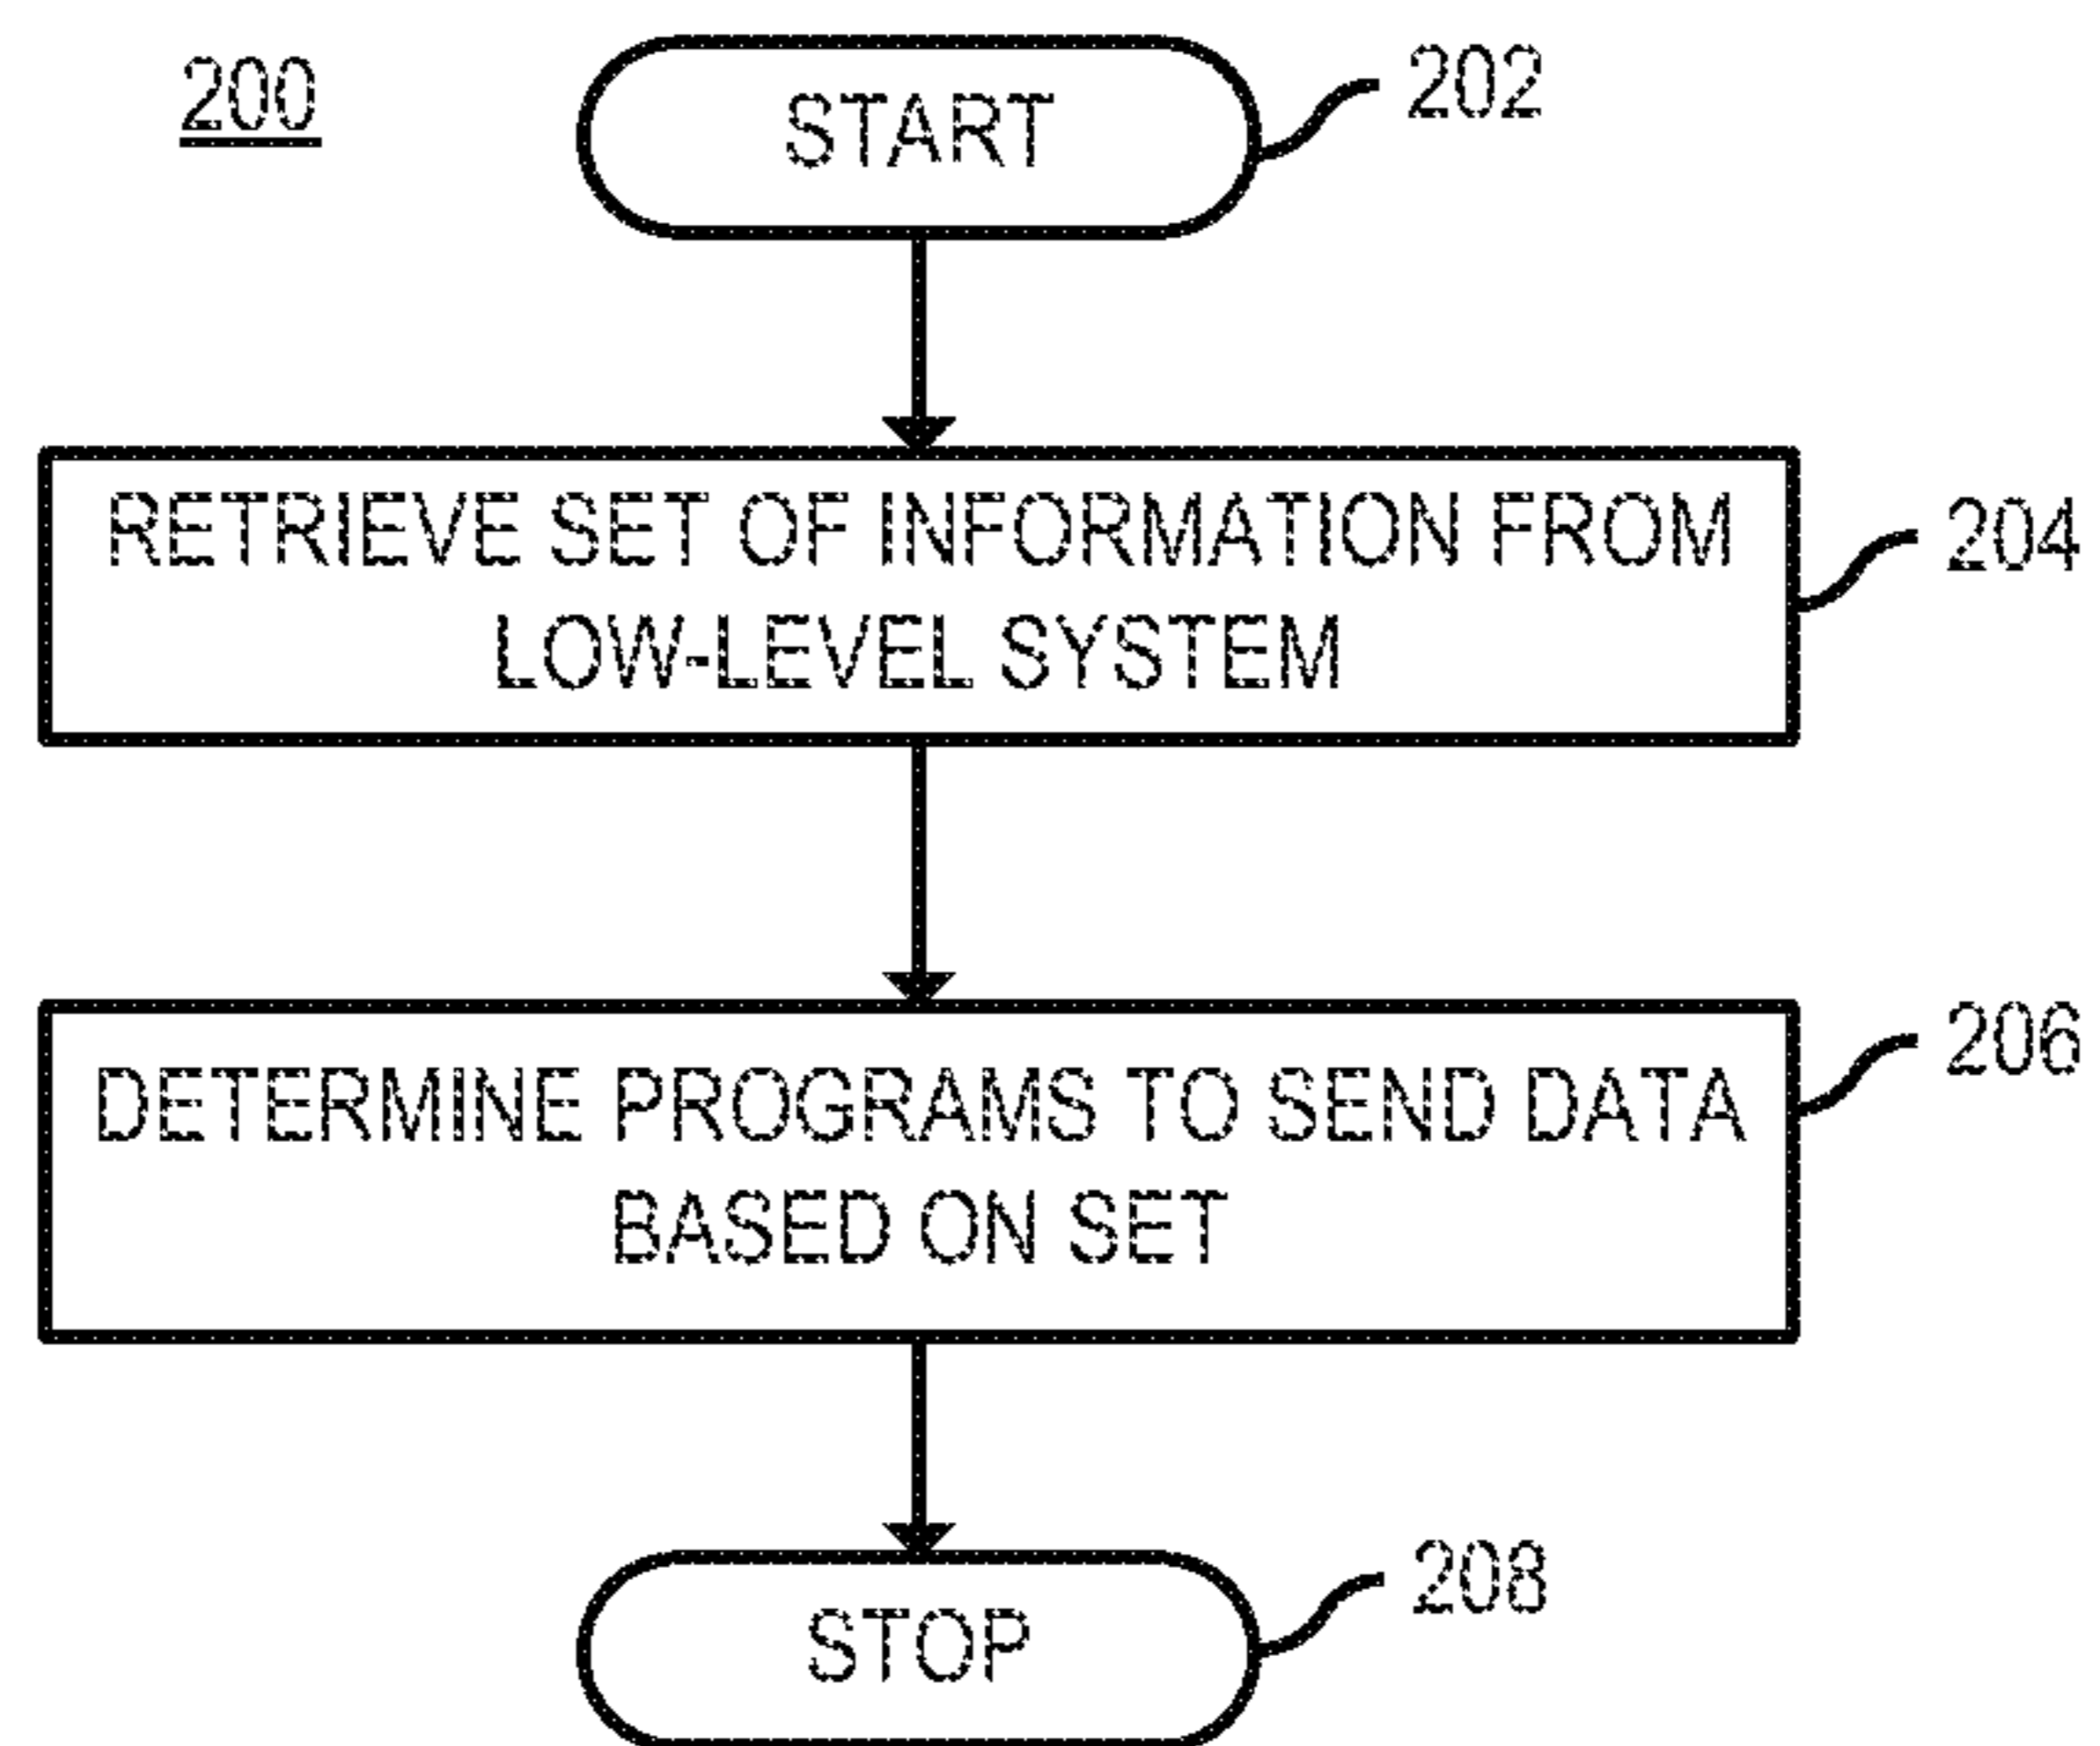 200
START
202
RETRIEVE SET OF INFORMATION FROM
LOW-LEVEL SYSTEM
204
DETERMINE PROGRAMS TO SEND DATA
BASED ON SET
206
STOP
208